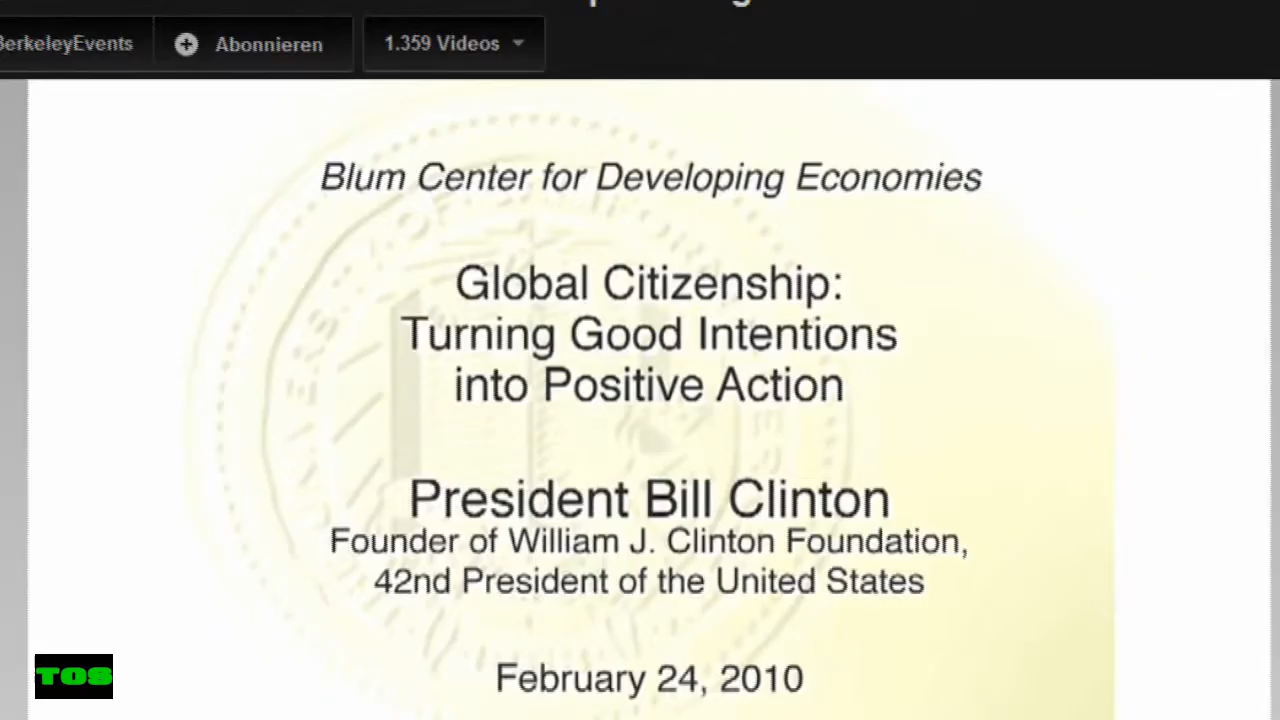 BerkeleyEvents
Abonnieren
1.359 Videos
Blum Center for Developing Economies
Global Citizenship:
Turning Good Intentions
into Positive Action
President Bill Clinton
Founder of William J. Clinton Foundation,
42nd President of the United States
TOS
February 24, 2010